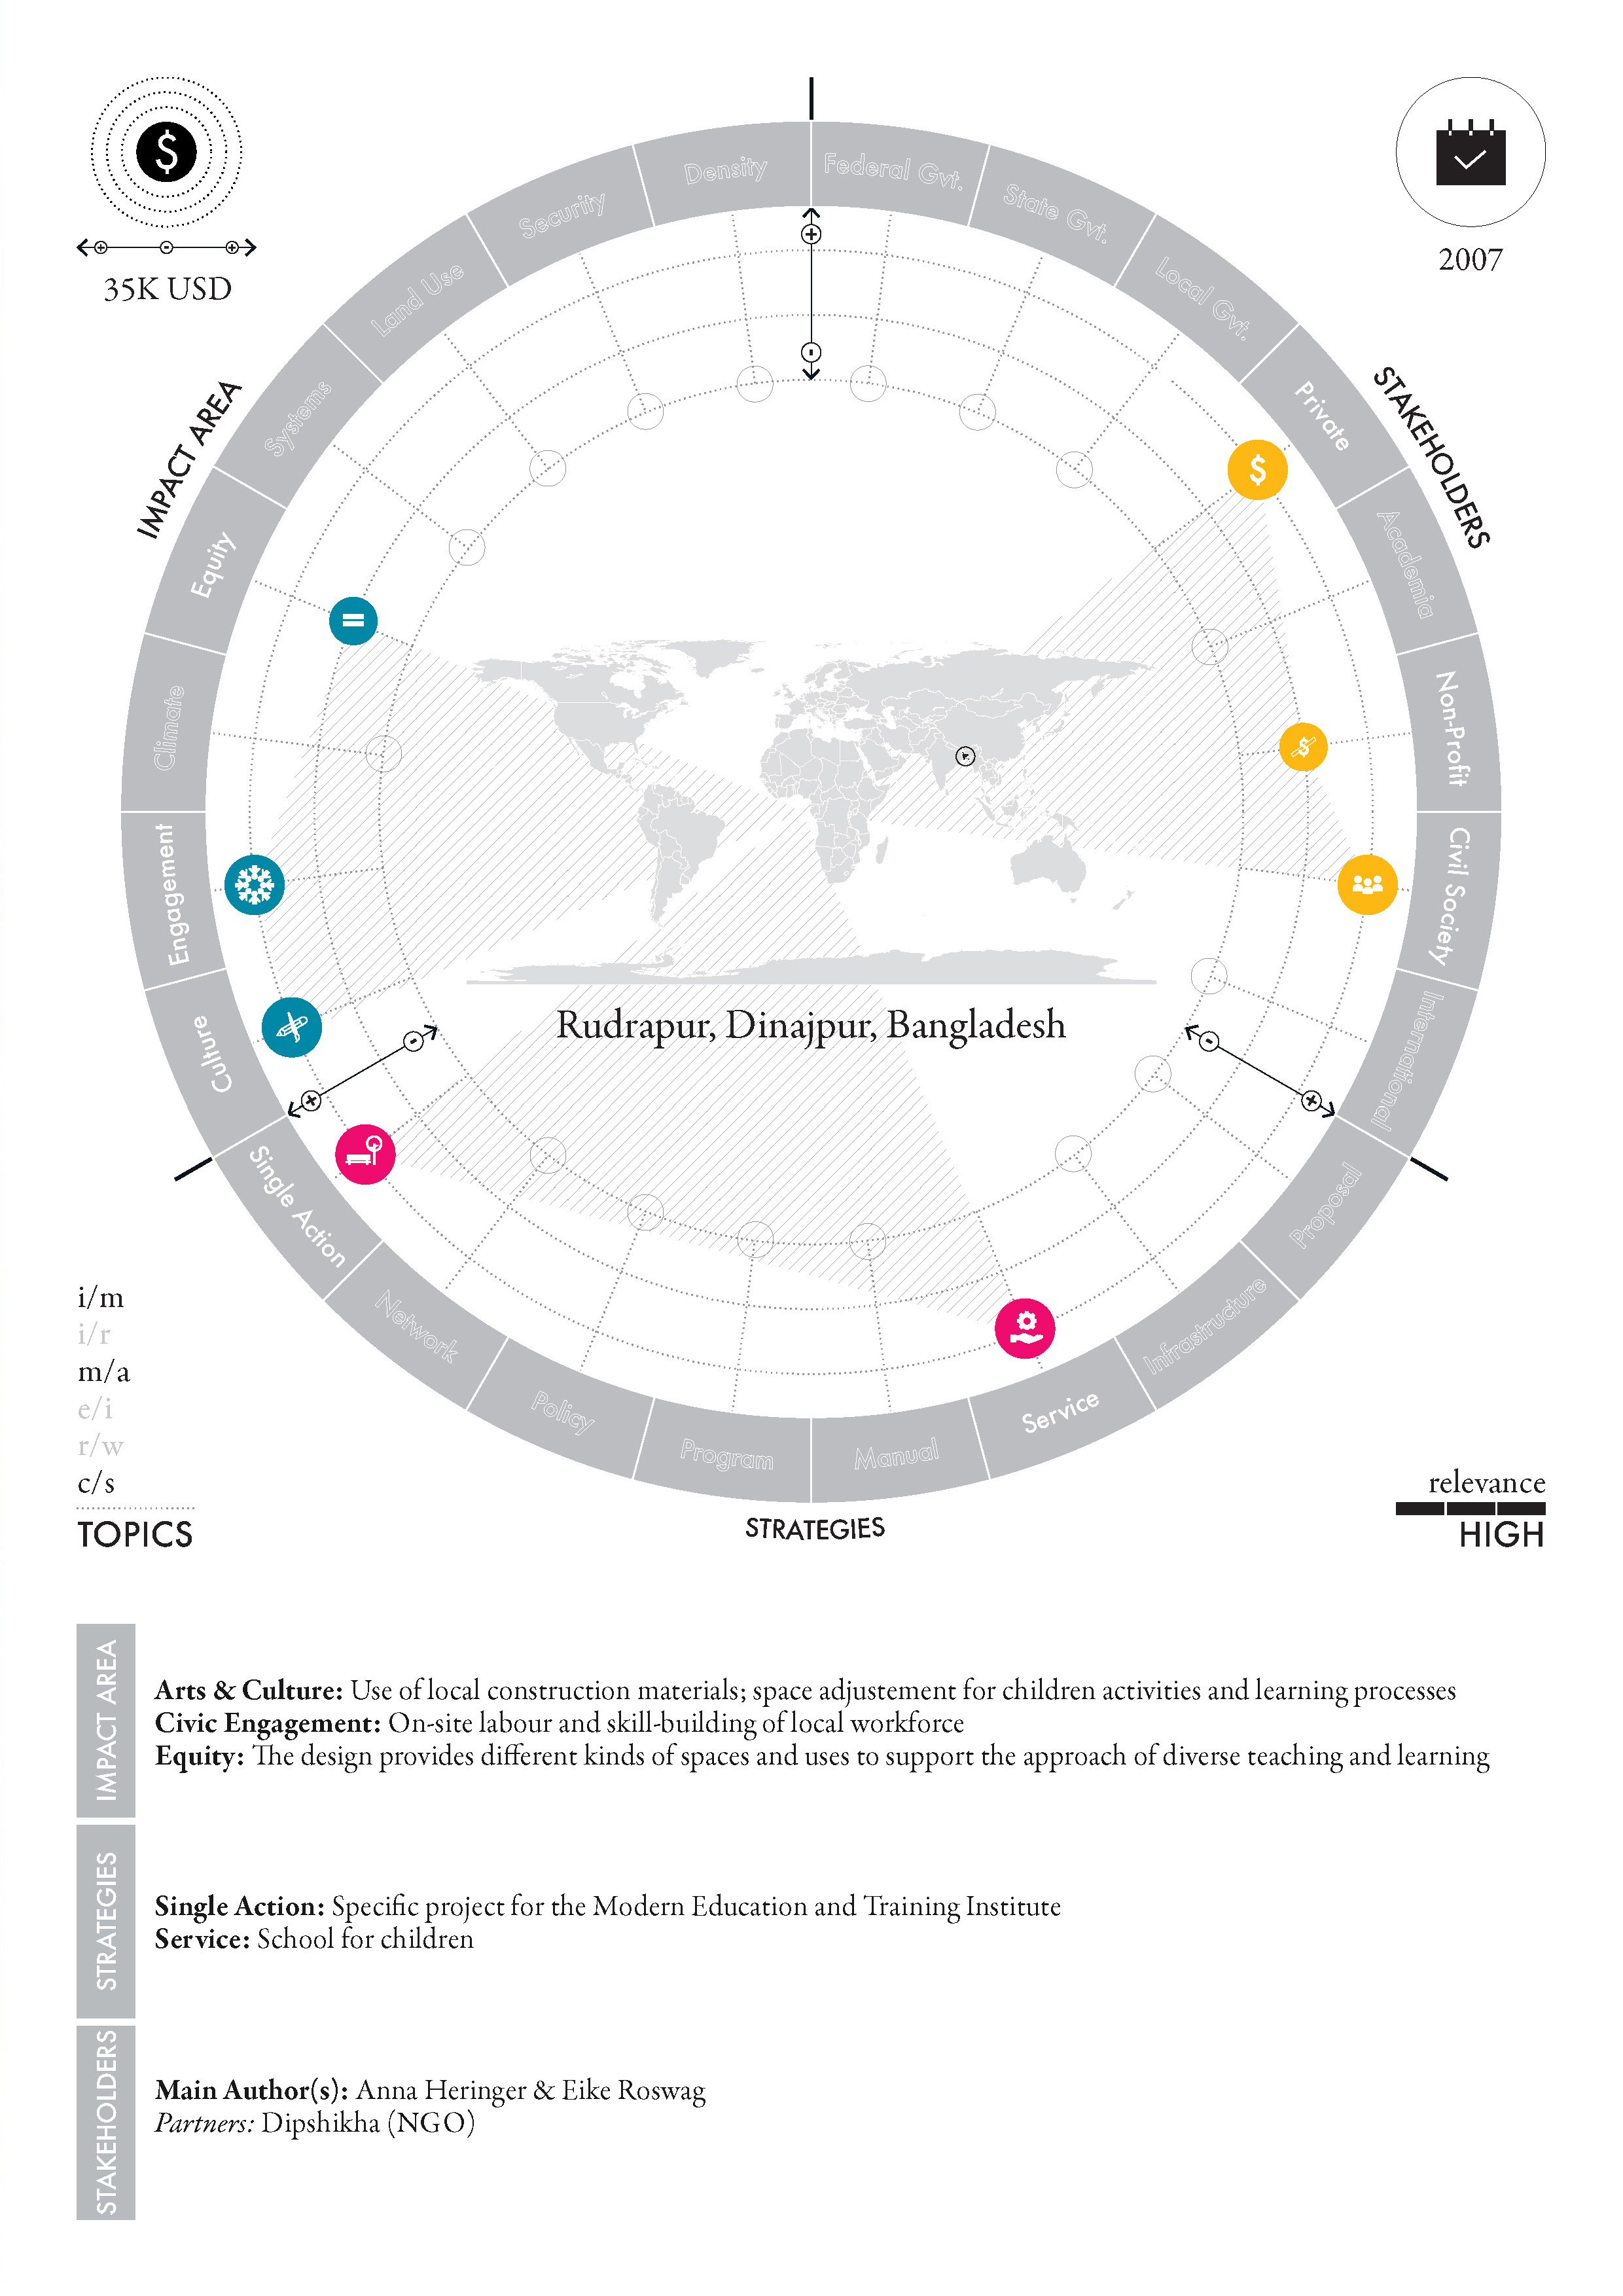 $
35K USD
2007
IMPACT AREA
STAKEHOLDERS
Density
Security
Land Use
Systems
Equity
Climate
Engagement
Culture
Federal Gvt.
State Gvt.
Local Gvt.
Private
Academia
Non-Profit
Civil Society
International
Single Action
Network
Policy
Program
Manual
Service
Infrastructure
Proposal
$
$
Rudrapur, Dinajpur, Bangladesh
i/m
i/r
m/a
e/i
r/w
c/s
TOPICS
STRATEGIES
relevance
HIGH
IMPACT AREA
Arts & Culture: Use of local construction materials; space adjustement for children activities and learning processes
Civic Engagement: On-site labour and skill-building of local workforce
Equity: The design provides different kinds of spaces and uses to support the approach of diverse teaching and learning
STRATEGIES
Single Action: Specific project for the Modern Education and Training Institute
Service: School for children
STAKEHOLDERS
Main Author(s): Anna Heringer & Eike Roswag
Partners: Dipshikha (NGO)